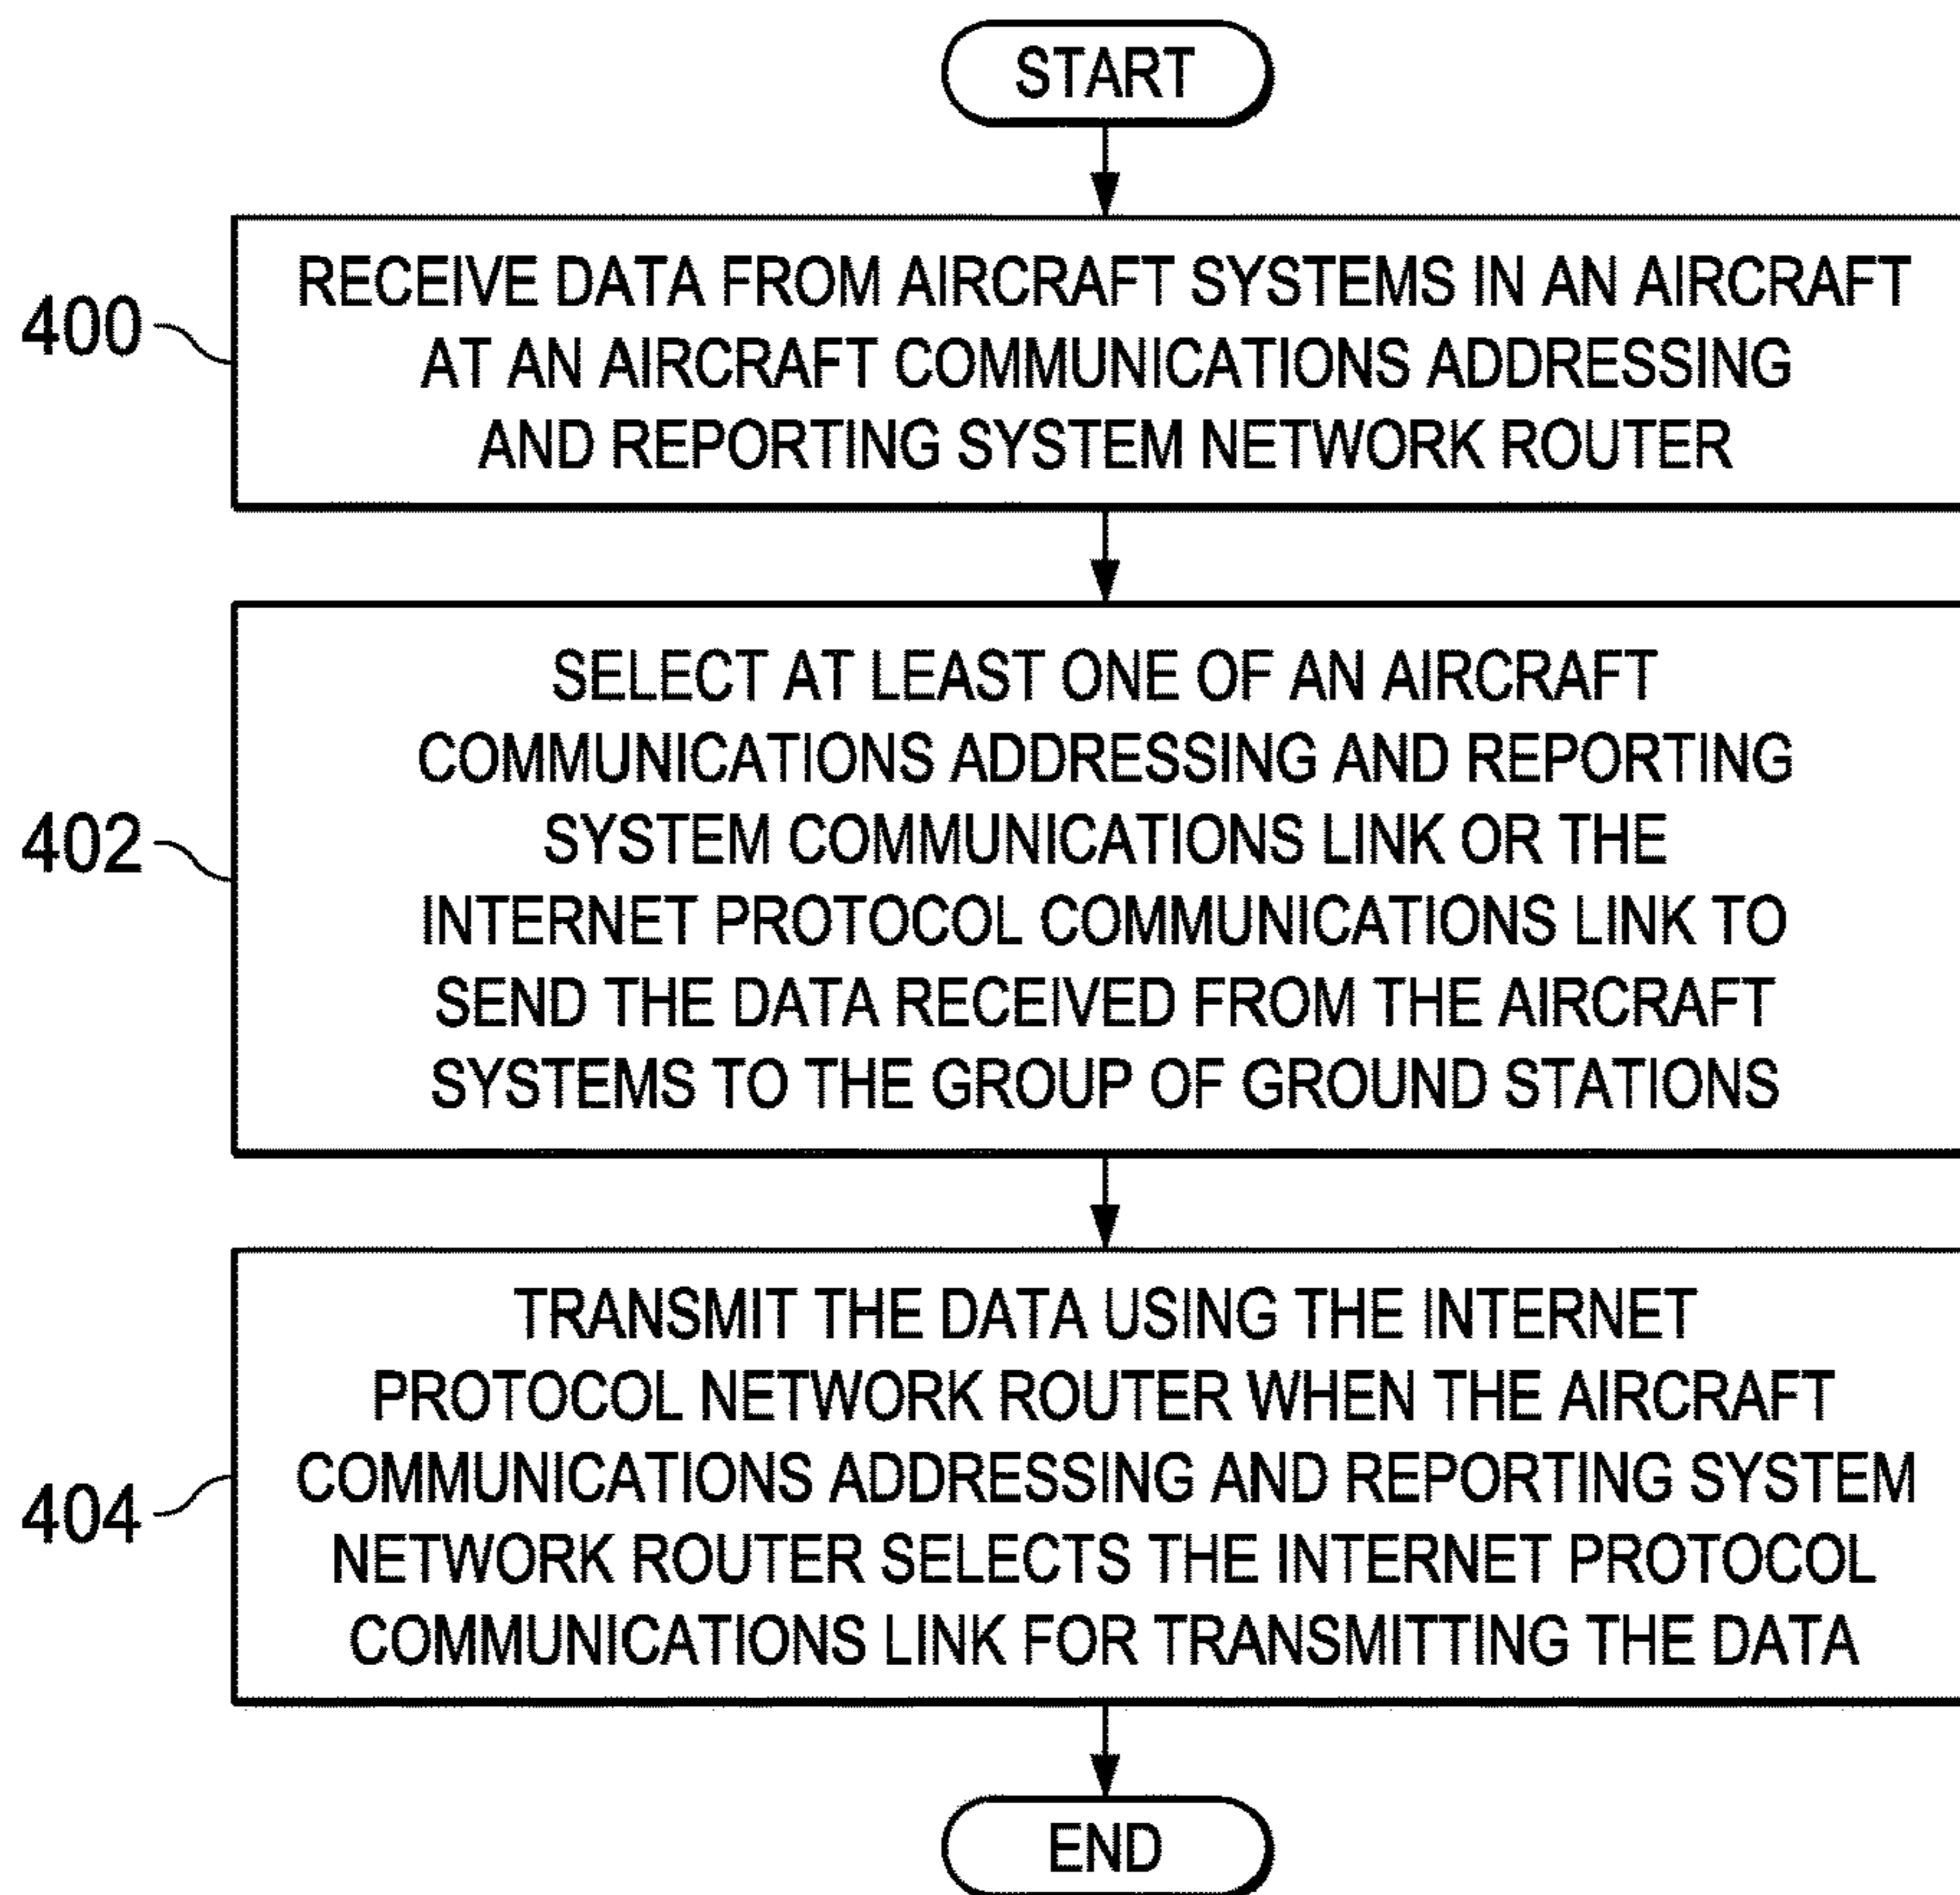 START
400
RECEIVE DATA FROM AIRCRAFT SYSTEMS IN AN AIRCRAFT
AT AN AIRCRAFT COMMUNICATIONS ADDRESSING
AND REPORTING SYSTEM NETWORK ROUTER
402
SELECT AT LEAST ONE OF AN AIRCRAFT
COMMUNICATIONS ADDRESSING AND REPORTING
SYSTEM COMMUNICATIONS LINK OR THE
INTERNET PROTOCOL COMMUNICATIONS LINK TO
SEND THE DATA RECEIVED FROM THE AIRCRAFT
SYSTEMS TO THE GROUP OF GROUND STATIONS
404
TRANSMIT THE DATA USING THE INTERNET
PROTOCOL NETWORK ROUTER WHEN THE AIRCRAFT
COMMUNICATIONS ADDRESSING AND REPORTING SYSTEM
NETWORK ROUTER SELECTS THE INTERNET PROTOCOL
COMMUNICATIONS LINK FOR TRANSMITTING THE DATA
END